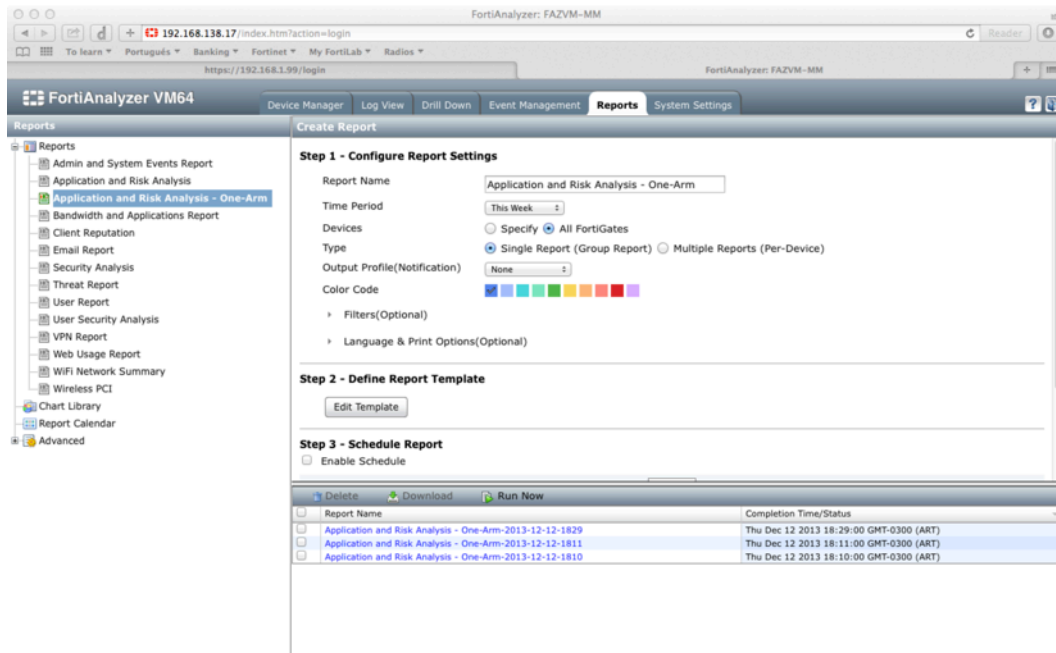 FortiAnalyzer: FAZVM-MM
192.168.138.17/index.htm?action=login
Reader
To learn Português Banking Fortinet My FortiLab Radios
https://192.168.1.99/login
FortiAnalyzer: FAZVM-MM
FortiAnalyzer VM64
Device Manager Log View Drill Down Event Management Reports System Settings
Reports
Reports
Admin and System Events Report
Application and Risk Analysis
Application and Risk Analysis - One-Arm
Bandwidth and Applications Report
Client Reputation
Email Report
Security Analysis
Threat Report
User Report
User Security Analysis
VPN Report
Web Usage Report
WiFi Network Summary
Wireless PCI
Chart Library
Report Calendar
Advanced
Create Report
Step 1 - Configure Report Settings
Report Name Application and Risk Analysis - One-Arm
Time Period This Week
Devices Specify All FortiGates
Type Single Report (Group Report) Multiple Reports (Per-Device)
Output Profile(Notification) None
Color Code
Filters(Optional)
Language & Print Options(Optional)
Step 2 - Define Report Template
Edit Template
Step 3 - Schedule Report
Enable Schedule
Delete Download Run Now
Report Name Completion Time/Status
Application and Risk Analysis - One-Arm-2013-12-12-1829 Thu Dec 12 2013 18:29:00 GMT-0300 (ART)
Application and Risk Analysis - One-Arm-2013-12-12-1811 Thu Dec 12 2013 18:11:00 GMT-0300 (ART)
Application and Risk Analysis - One-Arm-2013-12-12-1810 Thu Dec 12 2013 18:10:00 GMT-0300 (ART)